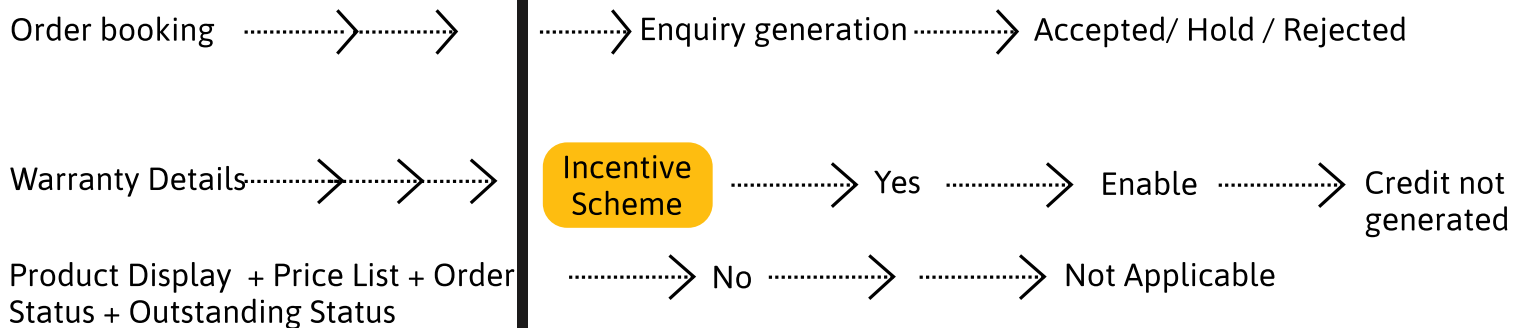 Order booking
Enquiry generation
Accepted/ Hold / Rejected
Warranty Details
Incentive
Scheme
Yes
Enable
Credit not
generated
Product Display + Price List + Order
Status + Outstanding Status
No
Not Applicable